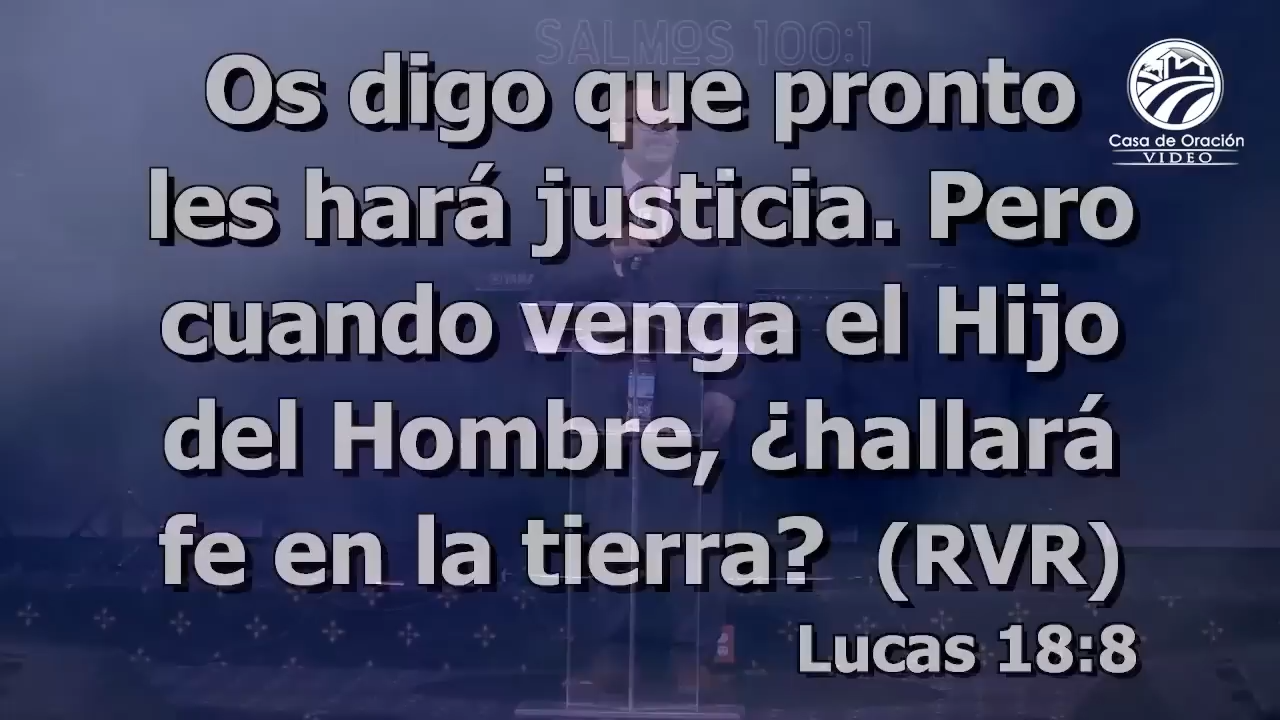 SALMOS 100:1
Os digo que pronto
les hará justicia. Pero
cuando venga el Hijo
del Hombre, ¿hallará
fe en la tierra? (RVR)
Lucas 18:8
Casa de Oración
VIDEO